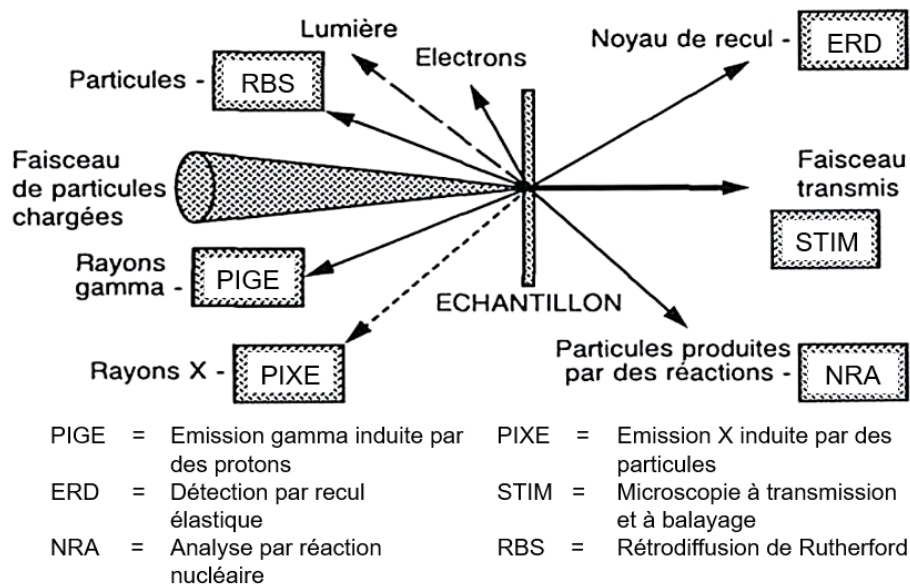 Lumière
Electrons
Noyau de recul - ERD
Particules - RBS
Faisceau
de particules
chargées
Faisceau
transmis
STIM
Rayons
gamma - PIGE
ECHANTILLON
Rayons X - PIXE
Particules produites
par des réactions - NRA
PIGE = Emission gamma induite par
des protons
ERD = Détection par recul
élastique
NRA = Analyse par réaction
nucléaire
PIXE = Emission X induite par des
particules
STIM = Microscopie à transmission
et à balayage
RBS = Rétrodiffusion de Rutherford